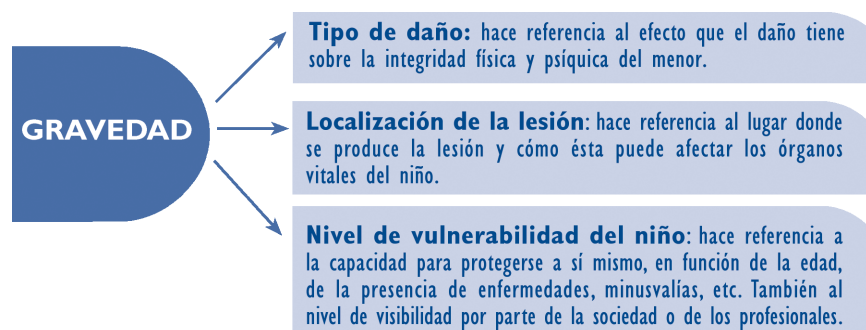 GRAVEDAD
Tipo de daño: hace referencia al efecto que el daño tiene
sobre la integridad física y psíquica del menor.
Localización de la lesión: hace referencia al lugar donde
se produce la lesión y cómo ésta puede afectar los órganos
vitales del niño.
Nivel de vulnerabilidad del niño: hace referencia a
la capacidad para protegerse a sí mismo, en función de la edad,
de la presencia de enfermedades, minusvalías, etc. También al
nivel de visibilidad por parte de la sociedad o de los profesionales.